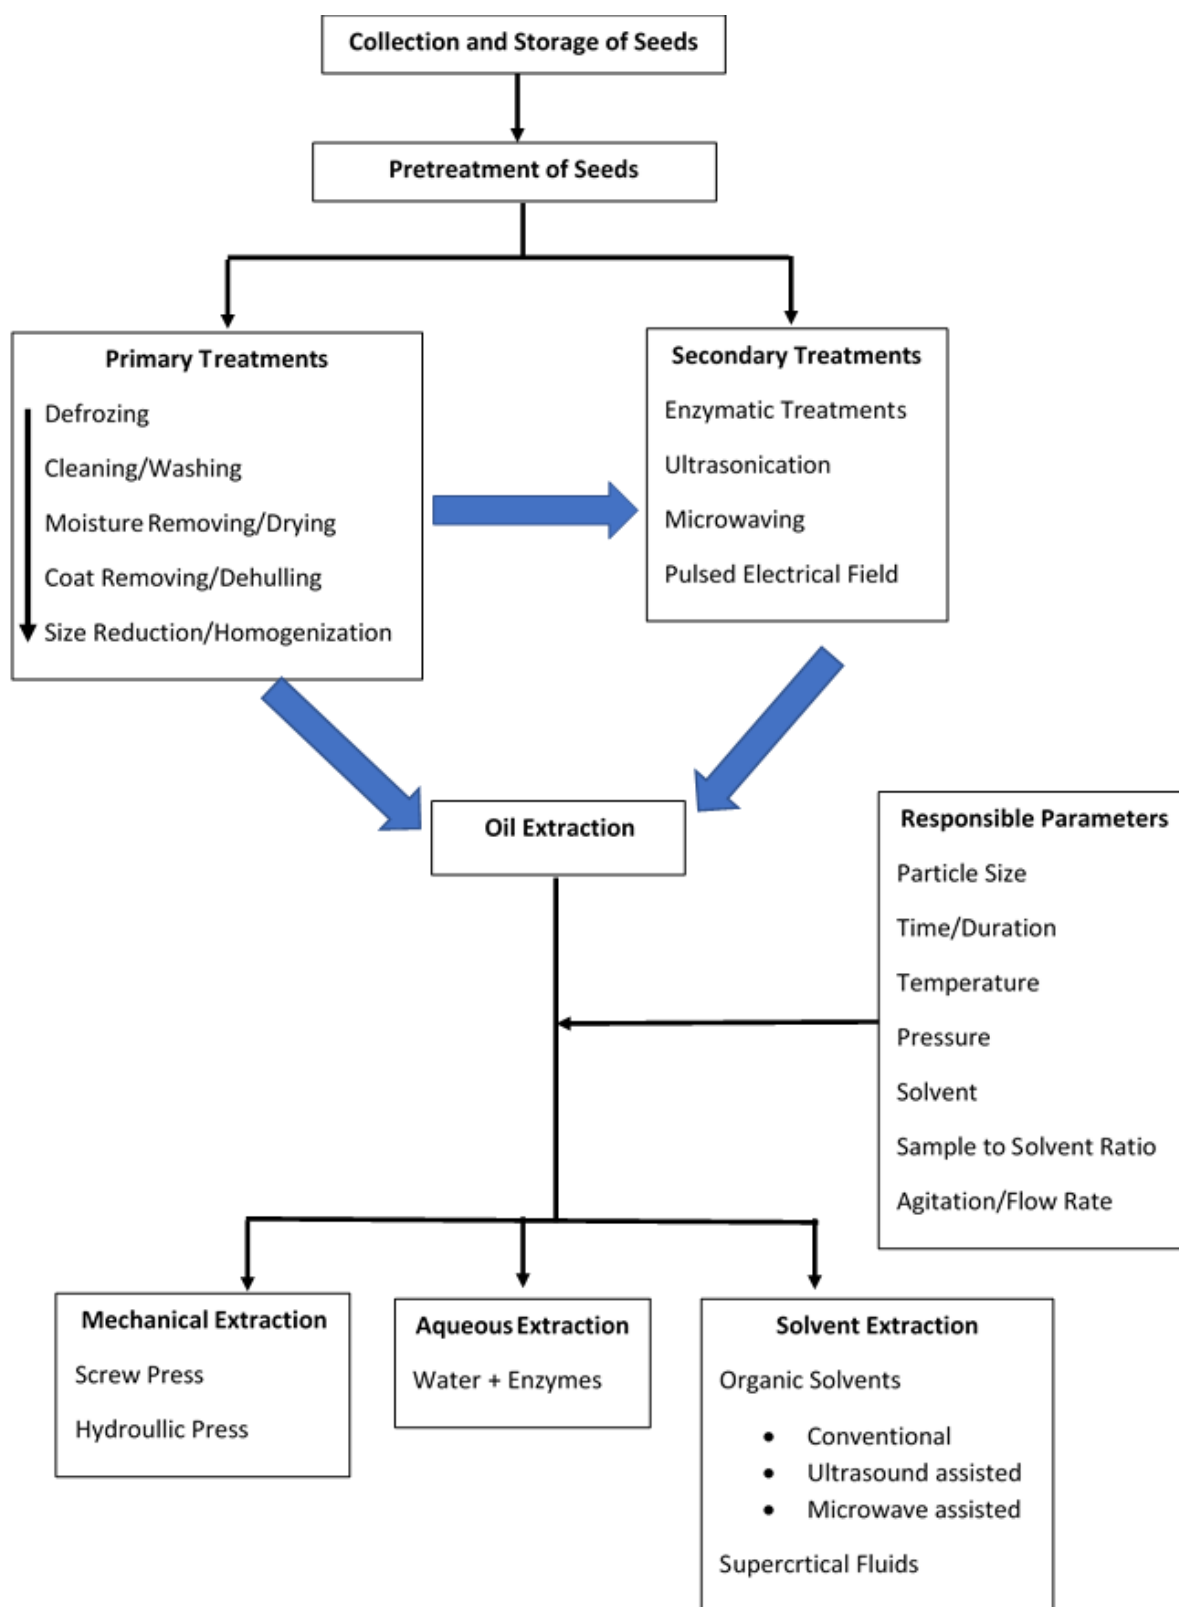 Collection and Storage of Seeds
Pretreatment of Seeds
Primary Treatments
Defrozing
Cleaning/Washing
Moisture Removing/Drying
Coat Removing/Dehulling
Size Reduction/Homogenization
Secondary Treatments
Enzymatic Treatments
Ultrasonication
Microwaving
Pulsed Electrical Field
Oil Extraction
Responsible Parameters
Particle Size
Time/Duration
Temperature
Pressure
Solvent
Sample to Solvent Ratio
Agitation/Flow Rate
Mechanical Extraction
Screw Press
Hydroullic Press
Aqueous Extraction
Water + Enzymes
Solvent Extraction
Organic Solvents
• Conventional
• Ultrasound assisted
• Microwave assisted
Supercrtical Fluids